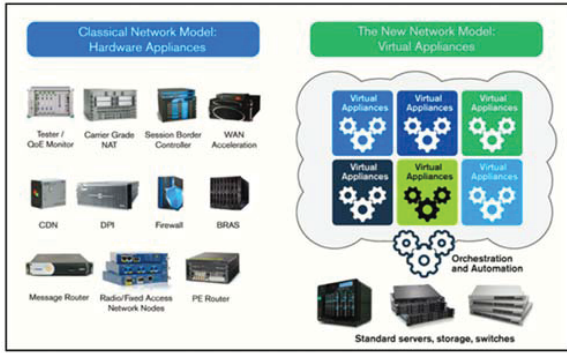 Classical Network Model:
Hardware Appliances
Tester /
QoE Monitor
Carrier Grade
NAT
Session Border
Controller
WAN
Acceleration
CDN
DPI
Firewall
BRAS
Message Router
Radio/Fixed Access
Network Nodes
PE Router
The New Network Model:
Virtual Appliances
Virtual
Appliances
Virtual
Appliances
Virtual
Appliances
Virtual
Appliances
Virtual
Appliances
Virtual
Appliances
Orchestration
and Automation
Standard servers, storage, switches